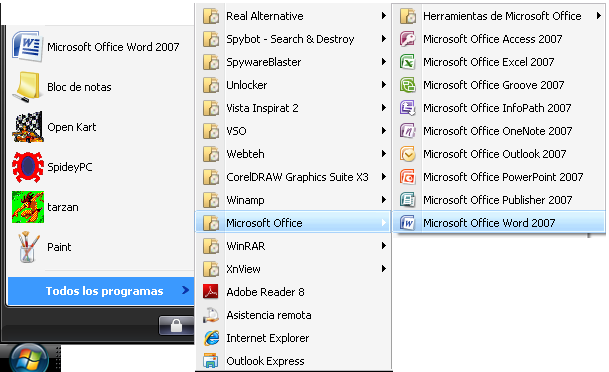 Microsoft Office Word 2007
Bloc de notas
Open Kart
SpideyPC
tarzan
Paint
Todos los programas
Real Alternative
Spybot - Search & Destroy
SpywareBlaster
Unlocker
Vista Inspirat 2
VSO
Webteh
CorelDRAW Graphics Suite X3
Winamp
Microsoft Office
WinRAR
XnView
Adobe Reader 8
Asistencia remota
Internet Explorer
Outlook Express
Herramientas de Microsoft Office
Microsoft Office Access 2007
Microsoft Office Excel 2007
Microsoft Office Groove 2007
Microsoft Office InfoPath 2007
Microsoft Office OneNote 2007
Microsoft Office Outlook 2007
Microsoft Office PowerPoint 2007
Microsoft Office Publisher 2007
Microsoft Office Word 2007